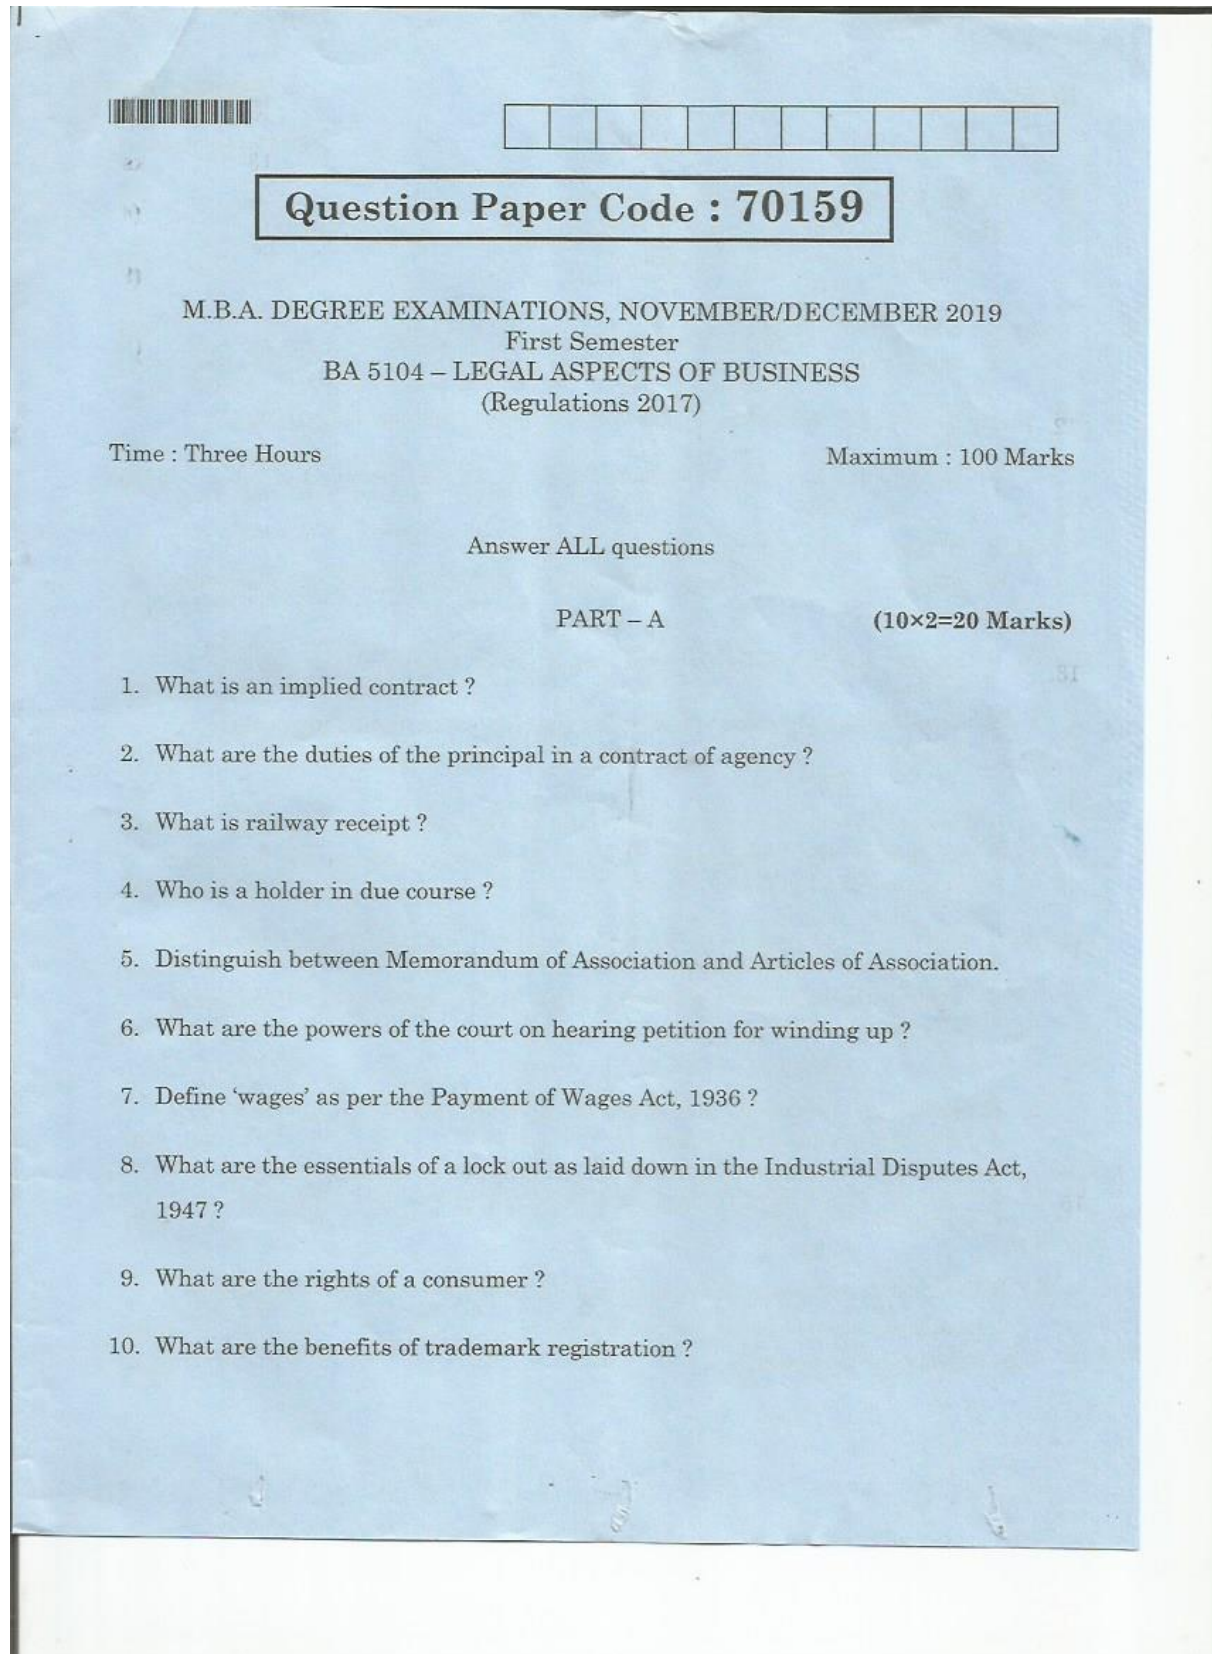 Question Paper Code : 70159
M.B.A. DEGREE EXAMINATIONS, NOVEMBER/DECEMBER 2019
First Semester
BA 5104 – LEGAL ASPECTS OF BUSINESS
(Regulations 2017)
Time : Three Hours Maximum : 100 Marks
Answer ALL questions
PART – A (10×2=20 Marks)
1. What is an implied contract ?
2. What are the duties of the principal in a contract of agency ?
3. What is railway receipt ?
4. Who is a holder in due course ?
5. Distinguish between Memorandum of Association and Articles of Association.
6. What are the powers of the court on hearing petition for winding up ?
7. Define ‘wages’ as per the Payment of Wages Act, 1936 ?
8. What are the essentials of a lock out as laid down in the Industrial Disputes Act,
1947 ?
9. What are the rights of a consumer ?
10. What are the benefits of trademark registration ?